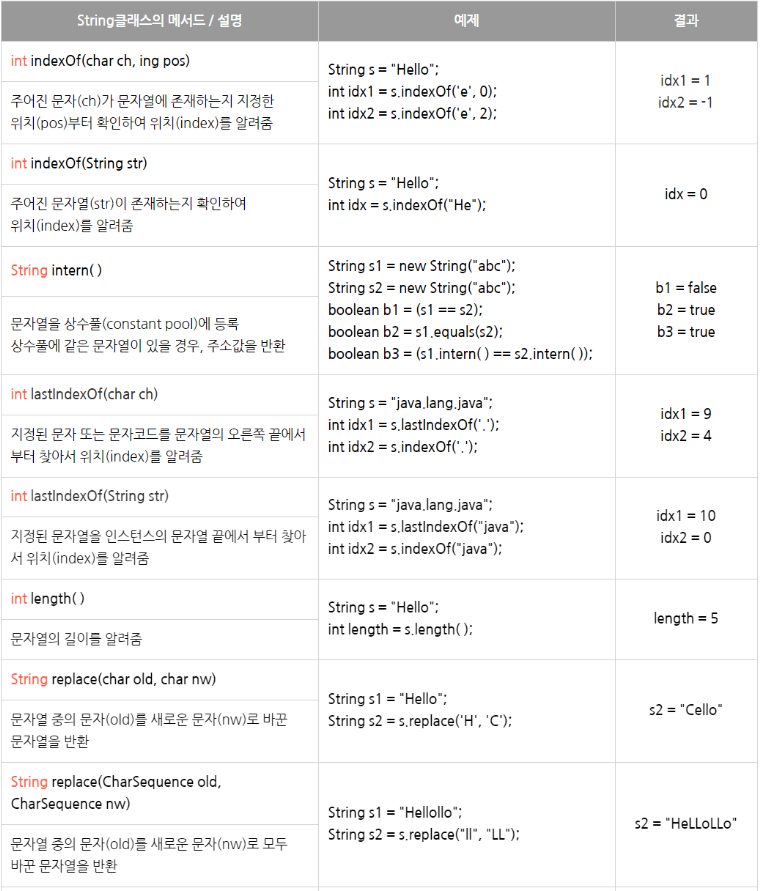 String클래스의 메서드 / 설명
예제
결과
int indexOf(char ch, ing pos)
주어진 문자(ch)가 문자열에 존재하는지 지정한
위치(pos)부터 확인하여 위치(index)를 알려줌
String s = "Hello";
int idx1 = s.indexOf('e', 0);
int idx2 = s.indexOf('e', 2);
idx1 = 1
idx2 = -1
int indexOf(String str)
주어진 문자열(str)이 존재하는지 확인하여
위치(index)를 알려줌
String s = "Hello";
int idx = s.indexOf("He");
idx = 0
String intern( )
문자열을 상수풀(constant pool)에 등록
상수풀에 같은 문자열이 있을 경우, 주소값을 반환
String s1 = new String("abc");
String s2 = new String("abc");
boolean b1 = (s1 == s2);
boolean b2 = s1.equals(s2);
boolean b3 = (s1.intern( ) == s2.intern( ));
b1 = false
b2 = true
b3 = true
int lastIndexOf(char ch)
지정된 문자 또는 문자코드를 문자열의 오른쪽 끝에서
부터 찾아서 위치(index)를 알려줌
String s = "java.lang.java";
int idx1 = s.lastIndexOf('.');
int idx2 = s.indexOf('.');
idx1 = 9
idx2 = 4
int lastIndexOf(String str)
지정된 문자열을 인스턴스의 문자열 끝에서 부터 찾아
서 위치(index)를 알려줌
String s = "java.lang.java";
int idx1 = s.lastIndexOf("java");
int idx2 = s.indexOf("java");
idx1 = 10
idx2 = 0
int length( )
문자열의 길이를 알려줌
String s = "Hello";
int length = s.length( );
length = 5
String replace(char old, char nw)
문자열 중의 문자(old)를 새로운 문자(nw)로 바꾼
문자열을 반환
String s1 = "Hello";
String s2 = s.replace('H', 'C');
s2 = "Cello"
String replace(CharSequence old,
CharSequence nw)
문자열 중의 문자(old)를 새로운 문자(nw)로 모두
바꾼 문자열을 반환
String s1 = "Hellollo";
String s2 = s.replace("ll", "LL");
s2 = "HeLLoLLo"